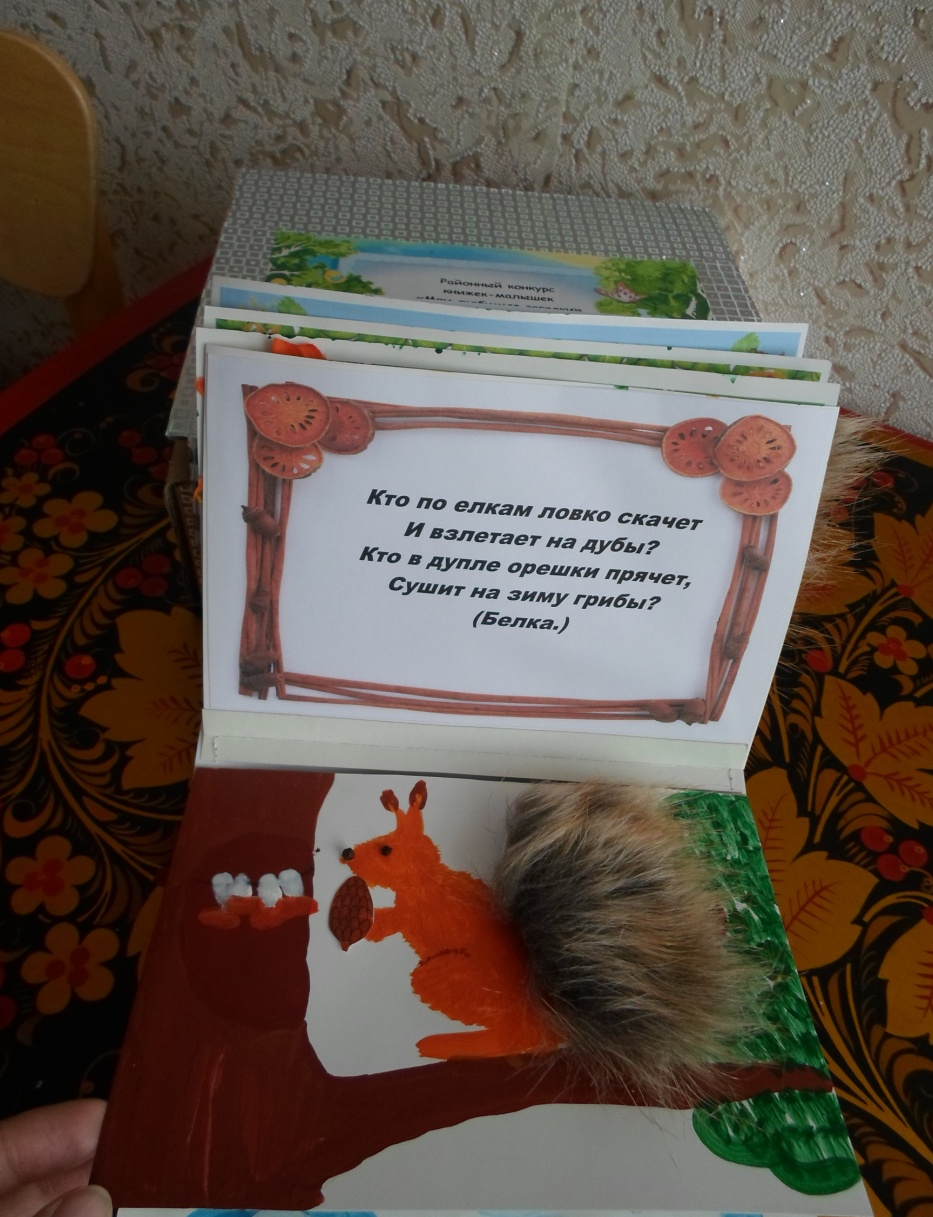 Районный конкурс
книжек-малышек
Кто по елкам ловко скачет
И взлетает на дубы?
Кто в дупле орешки прячет,
Сушит на зиму грибы?
(Белка.)